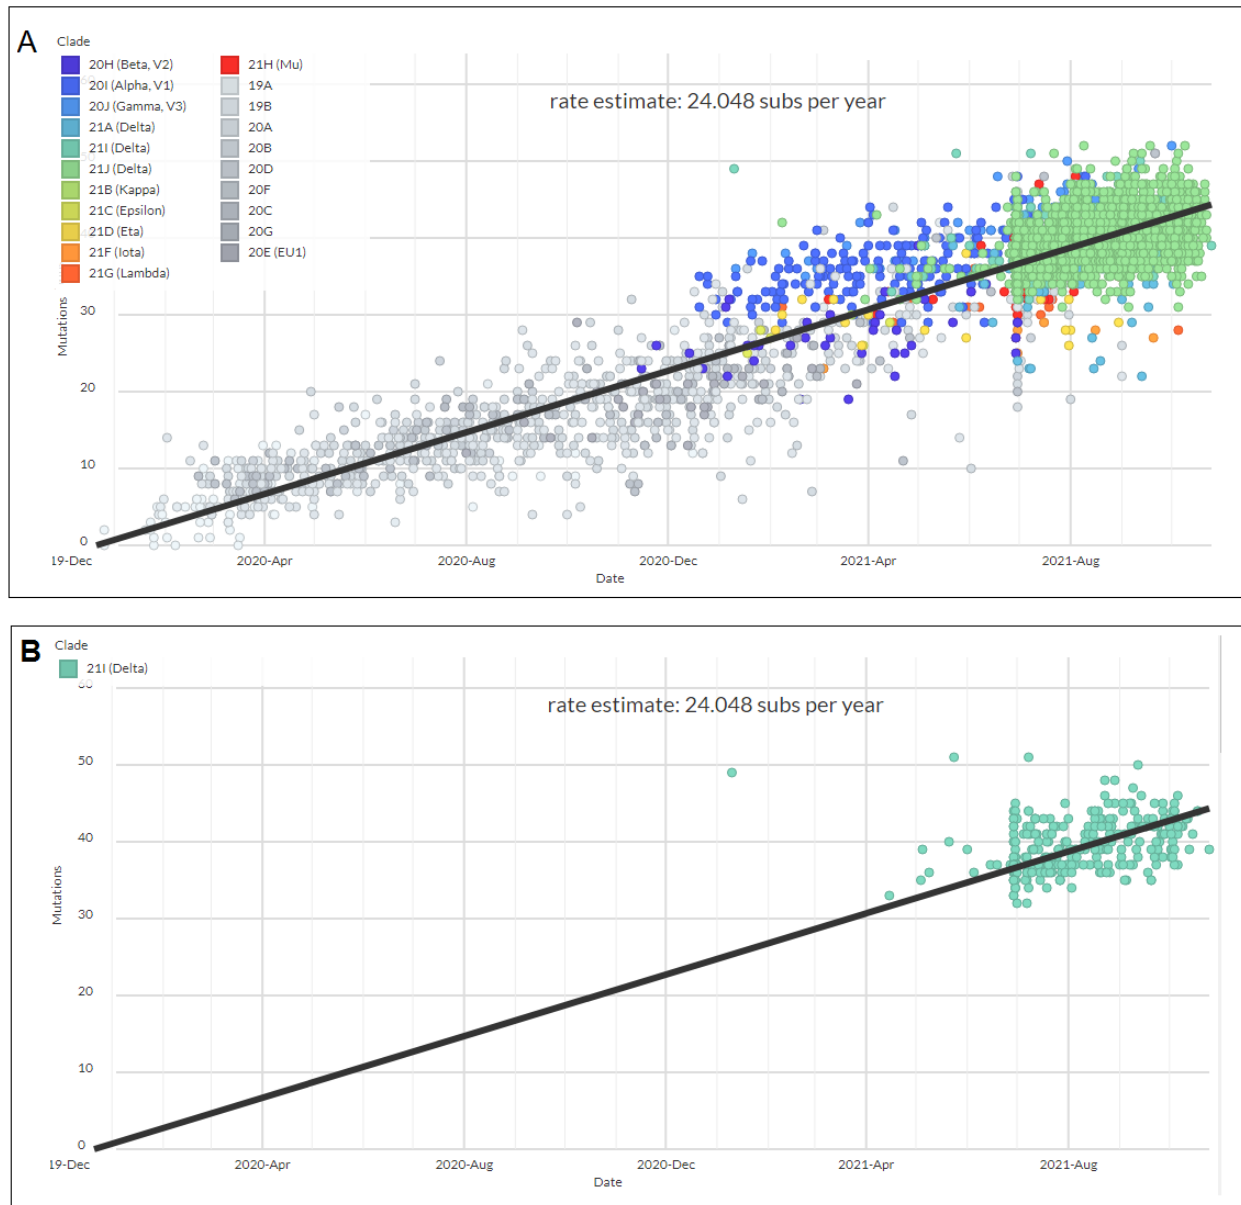 A
Clade
20H (Beta, V2)
20I (Alpha, V1)
20J (Gamma, V3)
21A (Delta)
21I (Delta)
21J (Delta)
21B (Kappa)
21C (Epsilon)
21D (Eta)
21F (Iota)
21G (Lambda)
21H (Mu)
19A
19B
20A
20B
20D
20F
20C
20G
20E (EU1)
rate estimate: 24.048 subs per year
Mutations
30
20
10
0
19-Dec
2020-Apr
2020-Aug
2020-Dec
2021-Apr
2021-Aug
Date
B
Clade
21I (Delta)
rate estimate: 24.048 subs per year
Mutations
50
40
30
20
10
0
19-Dec
2020-Apr
2020-Aug
2020-Dec
2021-Apr
2021-Aug
Date